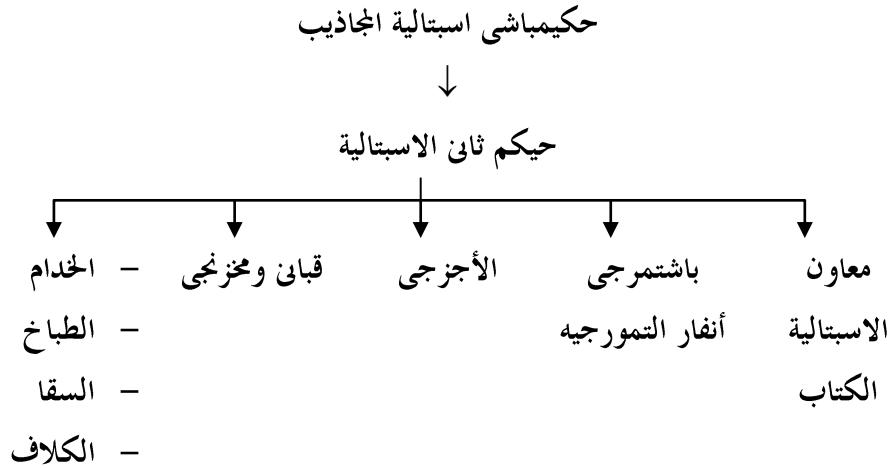 حكيمباشى اسبتالية المجاذيب
↓
حيكم ثانى الاسبتالية
معاون باشتمرجى الأجزجى قبانى ومخزنجى – الخدام
الاسبتالية أنفار التمورجيه – الطباخ
الكتاب – السقا
– الكلاف